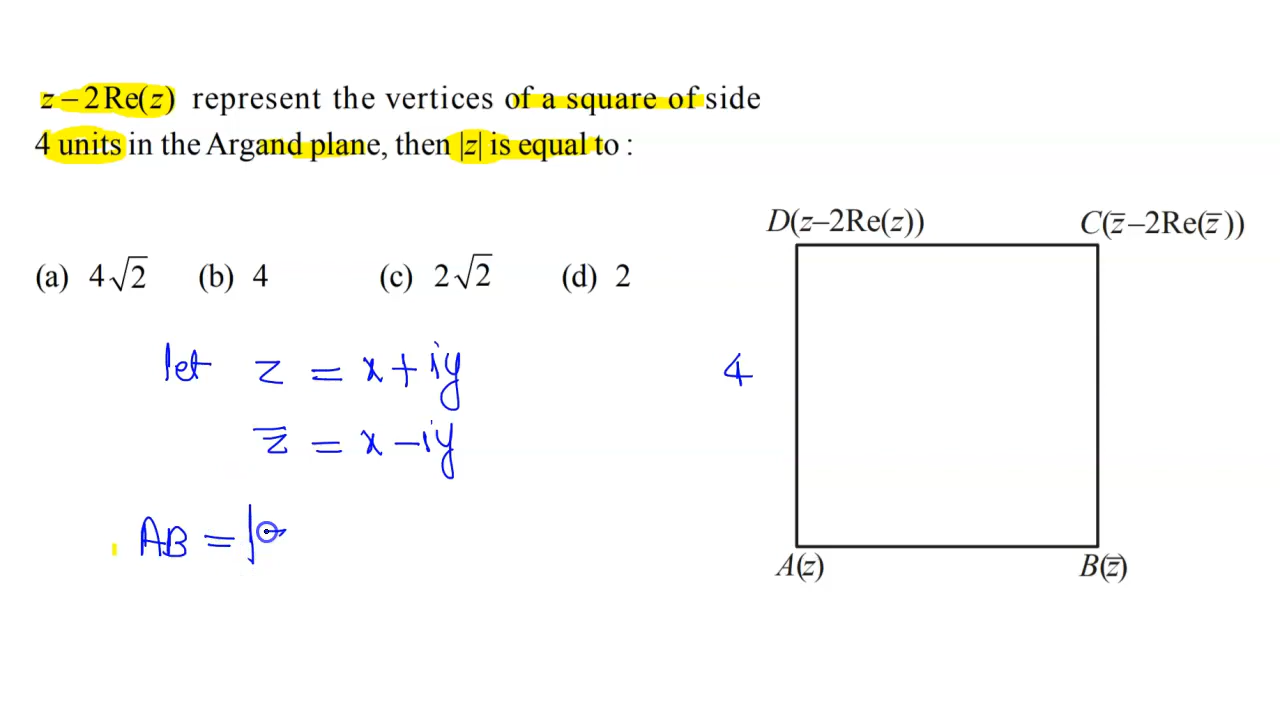 z – 2Re(z) represent the vertices of a square of side
4 units in the Argand plane, then |z| is equal to :
D(z–2Re(z)) C(z̅–2Re(z̅))
(a) 4√2 (b) 4 (c) 2√2 (d) 2
let z = x + iy
4
z̅ = x – iy
AB = |
A(z) B(z̅)